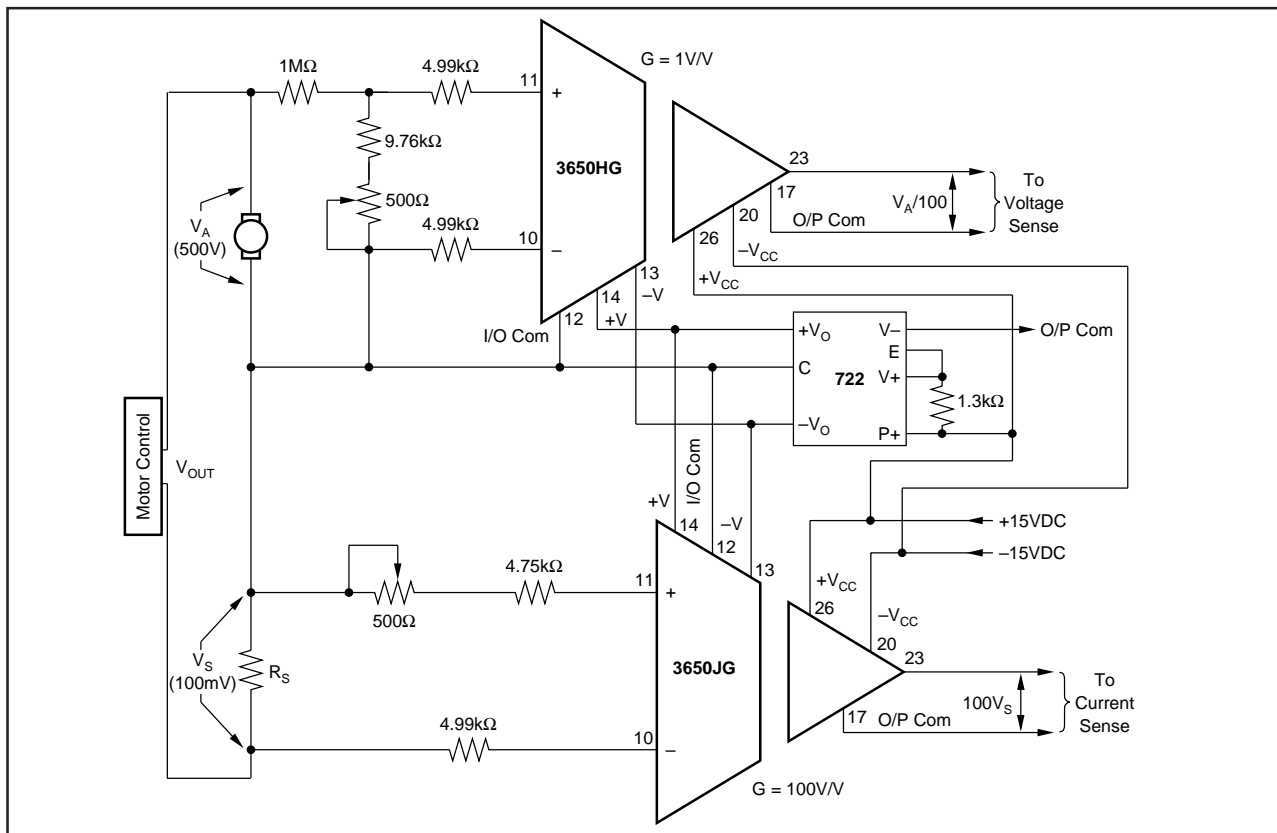 G = 1V/V
1MΩ
4.99kΩ
11
+
9.76kΩ
3650HG
500Ω
23
17
V_A/100
To
Voltage
Sense
O/P Com
20
–V_CC
26
+V_CC
V_A
(500V)
4.99kΩ
10
–
13
–V
14
+V
12
I/O Com
+V_O
V–
O/P Com
E
C
722
V+
1.3kΩ
–V_O
P+
Motor Control
V_OUT
I/O Com
+V
14
–V
12
13
+15VDC
–15VDC
4.75kΩ
11
+
500Ω
+V_CC
26
–V_CC
20
23
V_S
(100mV)
R_S
3650JG
100V_S
To
Current
Sense
17
O/P Com
4.99kΩ
10
–
G = 100V/V